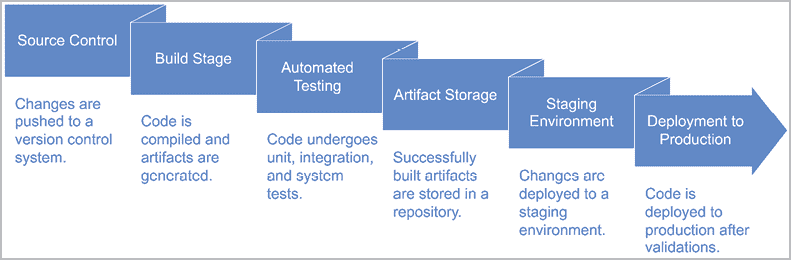 Source Control
Changes are
pushed to a
version control
system.
Build Stage
Code is
compiled and
artifacts are
generated.
Automated
Testing
Code undergoes
unit, integration,
and system
tests.
Artifact Storage
Successfully
built artifacts
are stored in a
repository.
Staging
Environment
Changes are
deployed to a
staging
environment.
Deployment to
Production
Code is
deployed to
production after
validations.